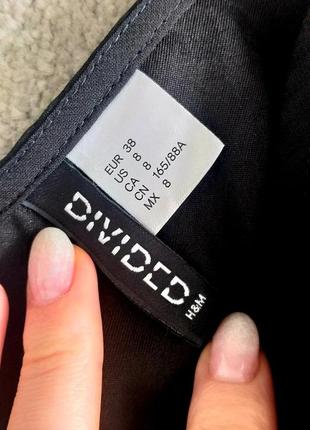 EUR 38
US 8
CA 8
CN 165/88A
MX 8
DIVIDED
H&M